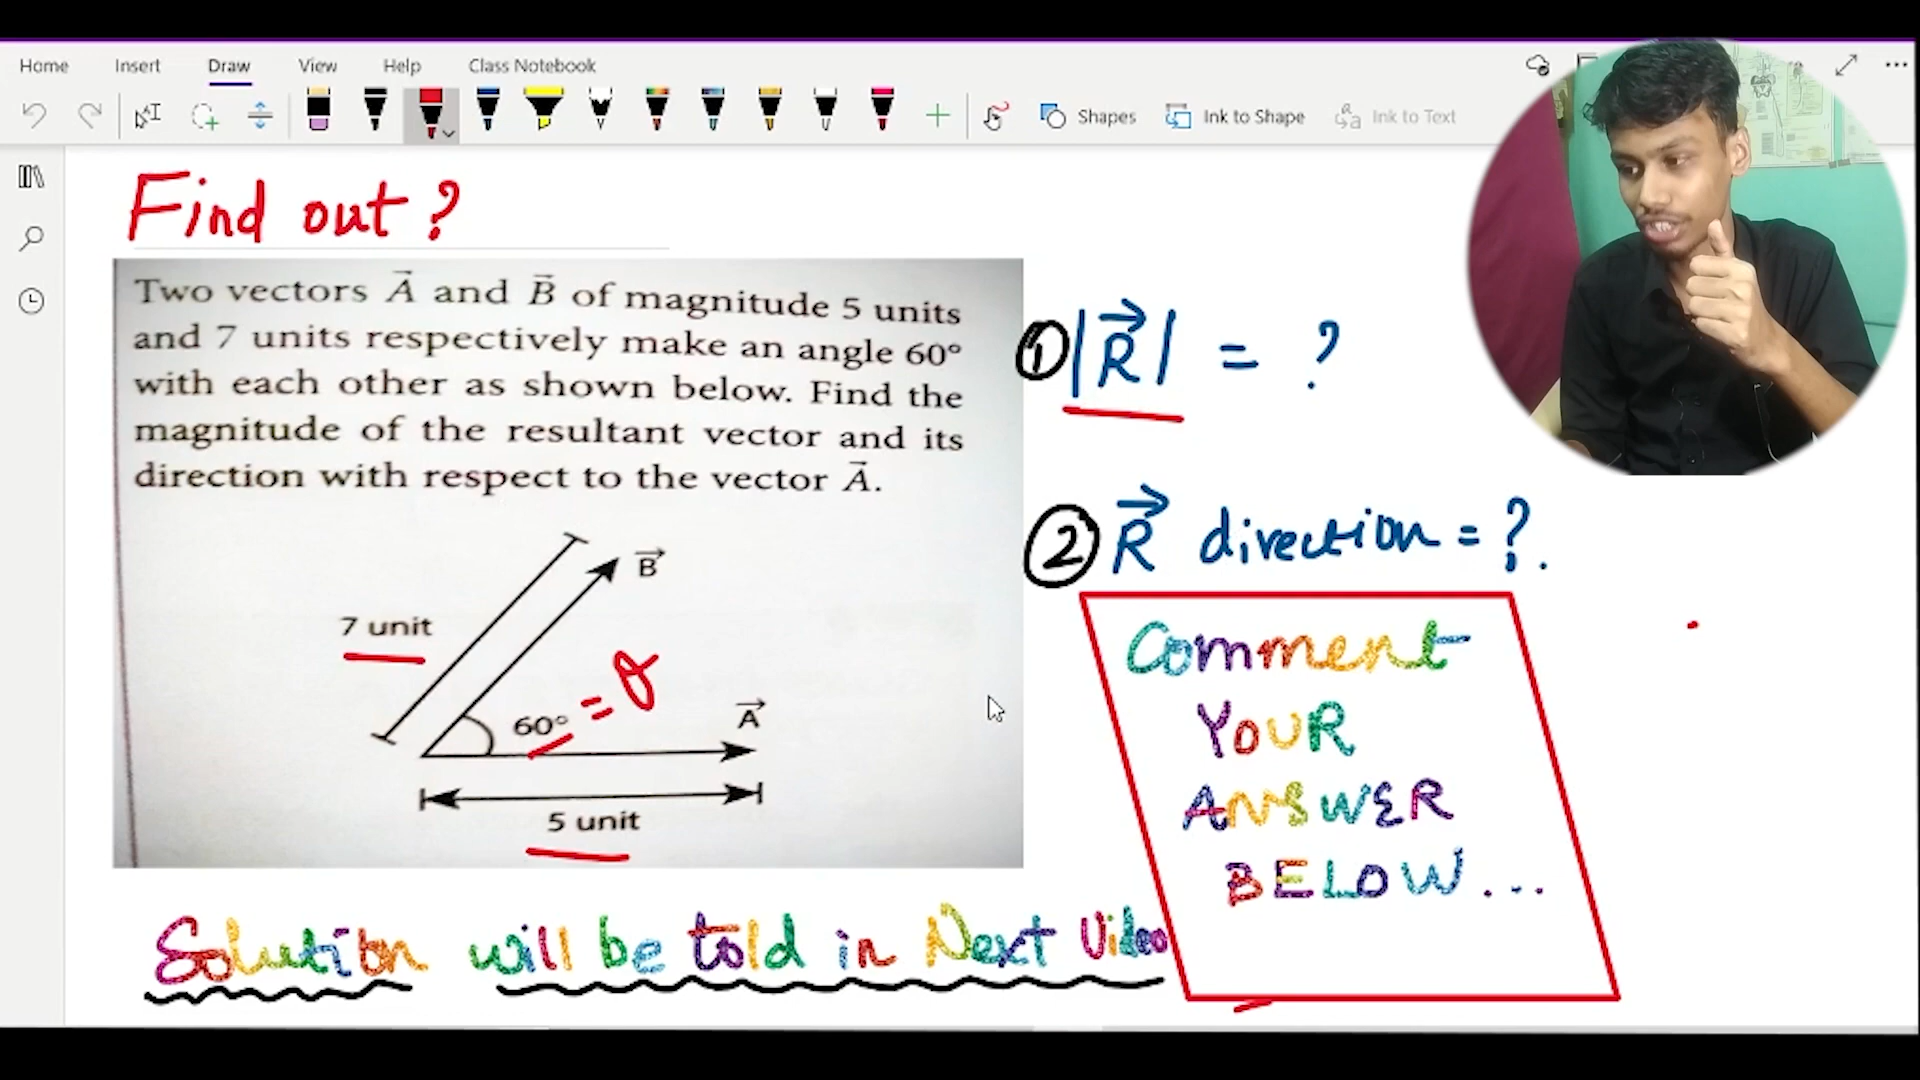 Home Insert Draw View Help Class Notebook
Shapes Ink to Shape Ink to Text
Find out?
Two vectors A⃗ and B⃗ of magnitude 5 units
and 7 units respectively make an angle 60°
with each other as shown below. Find the
magnitude of the resultant vector and its
direction with respect to the vector A⃗.
B⃗
7 unit
60° = θ
A⃗
5 unit
① |R⃗| = ?
② R⃗ direction = ?.
Comment
YOUR
ANSWER
BELOW...
Solution will be told in Next Video